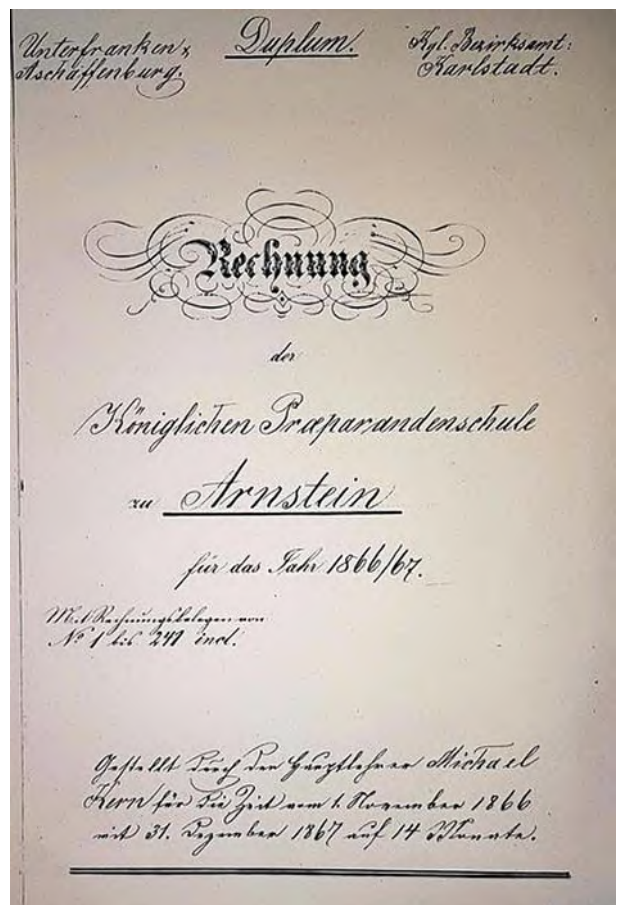 Unterfranken &
Aschaffenburg.
Duplum.
Kgl. Bezirksamt:
Karlstadt.
Rechnung
der
Königlichen Præparandenschule
zu Arnstein
für das Jahr 1866/67.
Mit Rechnungsbelegen von
No 1 bis 241 incl.
Gestellt durch den Hauptlehrer Michael
Kern für die Zeit vom 1. November 1866
mit 31. Dezember 1867 auf 14 Monate.